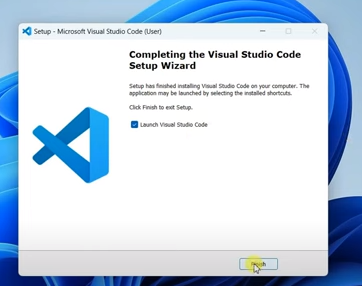 Setup - Microsoft Visual Studio Code (User)
Completing the Visual Studio Code
Setup Wizard
Setup has finished installing Visual Studio Code on your computer. The
application may be launched by selecting the installed shortcuts.
Click Finish to exit Setup.
Launch Visual Studio Code
Finish